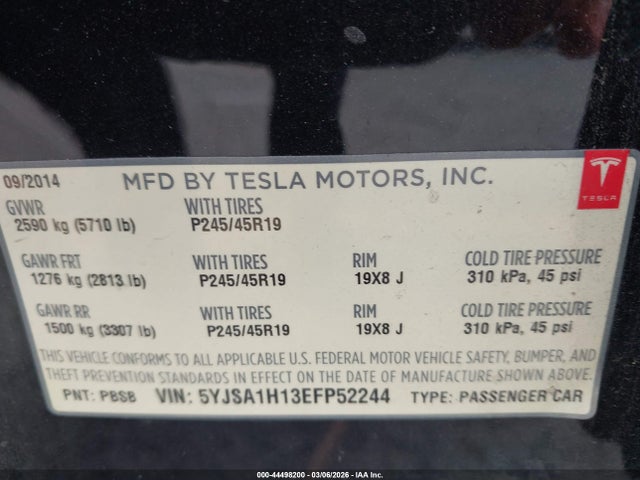 09/2014 MFD BY TESLA MOTORS, INC.
TESLA
GVWR WITH TIRES
2590 kg (5710 lb) P245/45R19
GAWR FRT WITH TIRES RIM COLD TIRE PRESSURE
1276 kg (2813 lb) P245/45R19 19X8 J 310 kPa, 45 psi
GAWR RR WITH TIRES RIM COLD TIRE PRESSURE
1500 kg (3307 lb) P245/45R19 19X8 J 310 kPa, 45 psi
THIS VEHICLE CONFORMS TO ALL APPLICABLE U.S. FEDERAL MOTOR VEHICLE SAFETY, BUMPER, AND
THEFT PREVENTION STANDARDS IN EFFECT ON THE DATE OF MANUFACTURE SHOWN ABOVE.
PNT: PBSB VIN: 5YJSA1H13EFP52244 TYPE: PASSENGER CAR
000-44498200 - 03/06/2026 - IAA Inc.